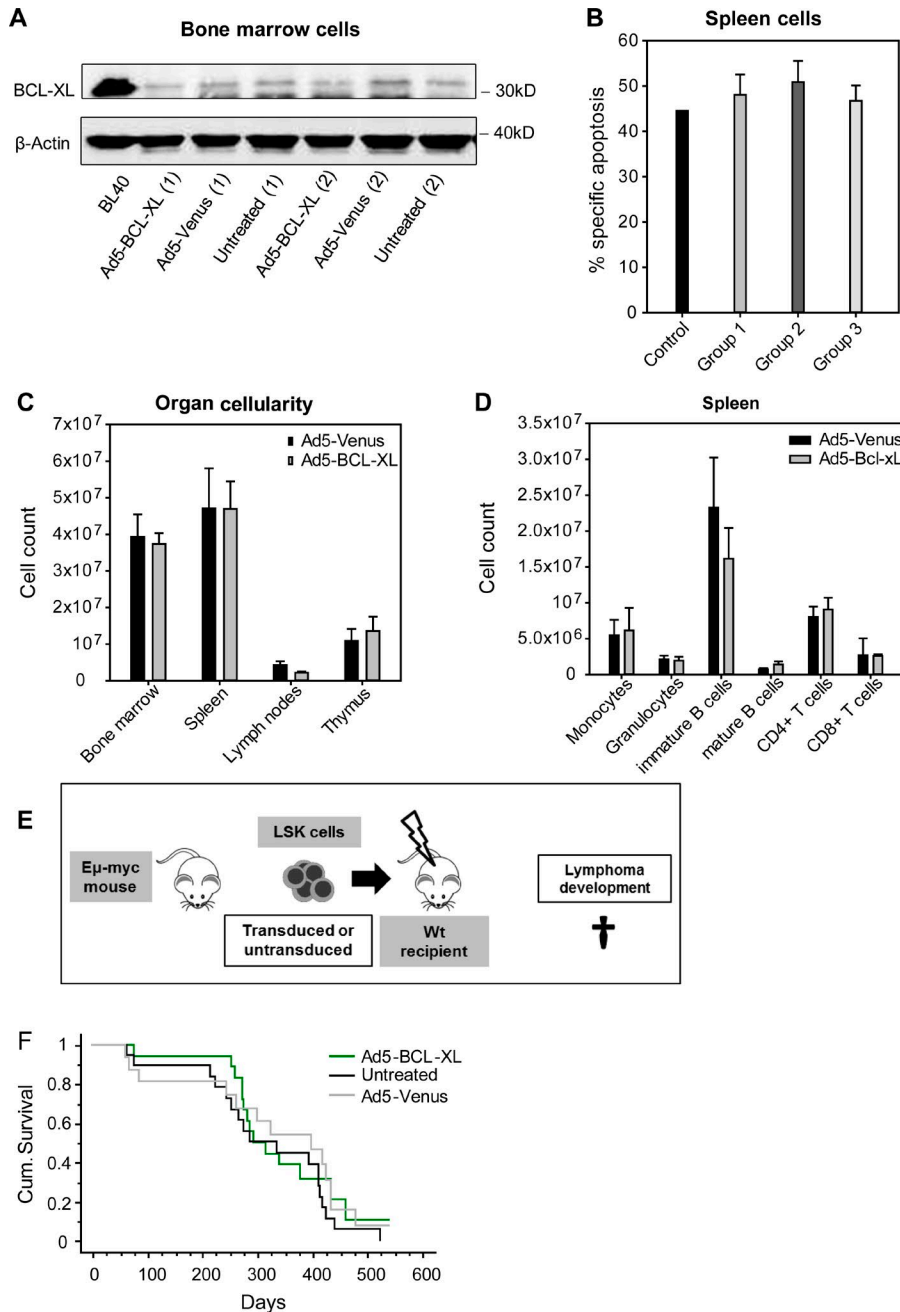 A
Bone marrow cells
BCL-XL
– 30kD
β-Actin
– 40kD
BL40
Ad5-BCL-XL (1)
Ad5-Venus (1)
Untreated (1)
Ad5-BCL-XL (2)
Ad5-Venus (2)
Untreated (2)
B
Spleen cells
% specific apoptosis
60
50
40
30
20
10
0
Control
Group 1
Group 2
Group 3
C
Organ cellularity
Cell count
7x10⁷
6x10⁷
5x10⁷
4x10⁷
3x10⁷
2x10⁷
10⁷
0
Ad5-Venus
Ad5-BCL-XL
Bone marrow
Spleen
Lymph nodes
Thymus
D
Spleen
Cell count
3.5x10⁷
3.0x10⁷
2.5x10⁷
2.0x10⁷
1.5x10⁷
10⁷
5.0x10⁶
0
Ad5-Venus
Ad5-Bcl-xL
Monocytes
Granulocytes
immature B cells
mature B cells
CD4+ T cells
CD8+ T cells
E
Eµ-myc
mouse
LSK cells
Transduced or
untransduced
Wt
recipient
Lymphoma
development
F
Cum. Survival
1
0.8
0.6
0.4
0.2
0
Ad5-BCL-XL
Untreated
Ad5-Venus
0 100 200 300 400 500 600
Days